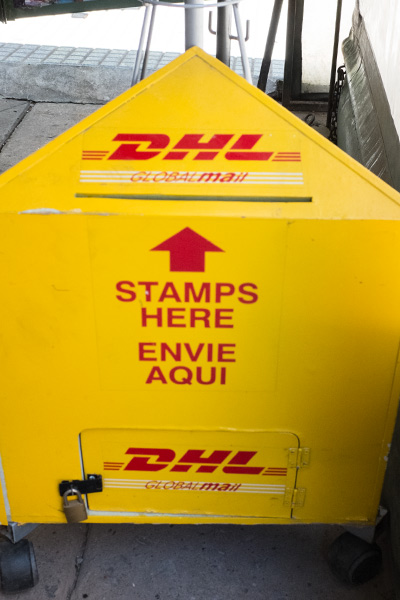 DHL
GLOBALmail
STAMPS
HERE
ENVIE
AQUI
DHL
GLOBALmail